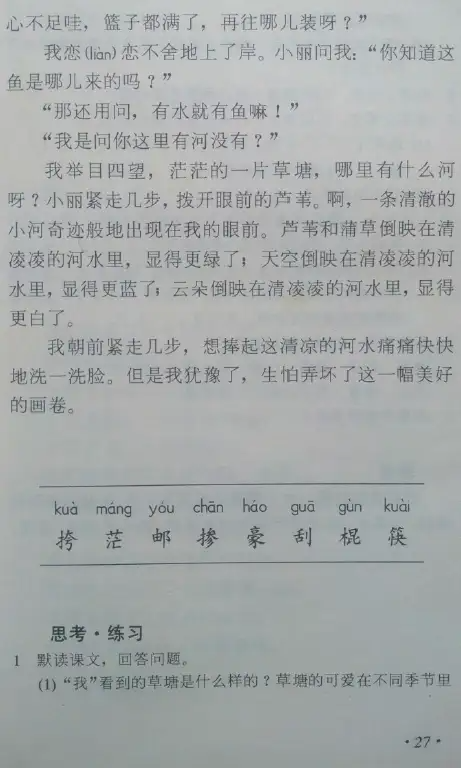 心不足哇，篮子都满了，再往哪儿装呀？”
我恋(liàn)恋不舍地上了岸。小丽问我：“你知道这
鱼是哪儿来的吗？”
“那还用问，有水就有鱼嘛！”
“我是问你这里有河没有？”
我举目四望，茫茫的一片草塘，哪里有什么河
呀？小丽紧走几步，拨开眼前的芦苇。啊，一条清澈的
小河奇迹般地出现在我的眼前。芦苇和蒲草倒映在清
凌凌的河水里，显得更绿了；天空倒映在清凌凌的河
水里，显得更蓝了；云朵倒映在清凌凌的河水里，显得
更白了。
我朝前紧走几步，想捧起这清凉的河水痛痛快快
地洗一洗脸。但是我犹豫了，生怕弄坏了这一幅美好
的画卷。
kuà máng yóu chān háo guā gùn kuài
挎 茫 邮 掺 豪 刮 棍 筷
思考·练习
1 默读课文，回答问题。
(1) “我”看到的草塘是什么样的？草塘的可爱在不同季节里
·27·